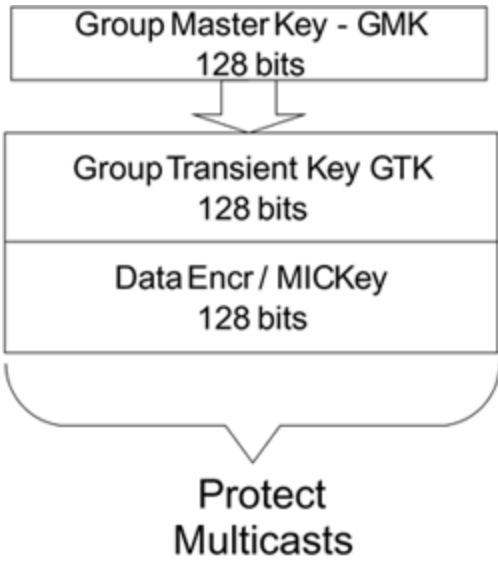 Group Master Key - GMK
128 bits
Group Transient Key GTK
128 bits
Data Encr / MICKey
128 bits
Protect
Multicasts